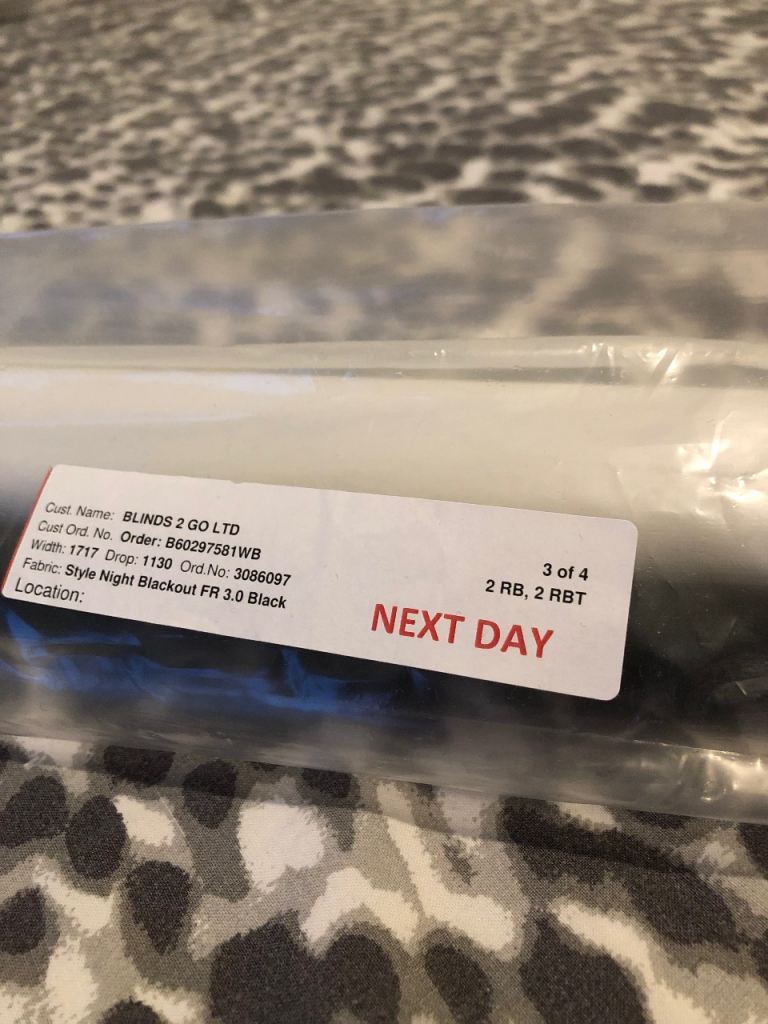 Cust. Name: BLINDS 2 GO LTD
Cust Ord. No. Order: B60297581WB
Width: 1717 Drop: 1130 Ord.No: 3086097
Fabric: Style Night Blackout FR 3.0 Black
Location:
3 of 4
2 RB, 2 RBT
NEXT DAY